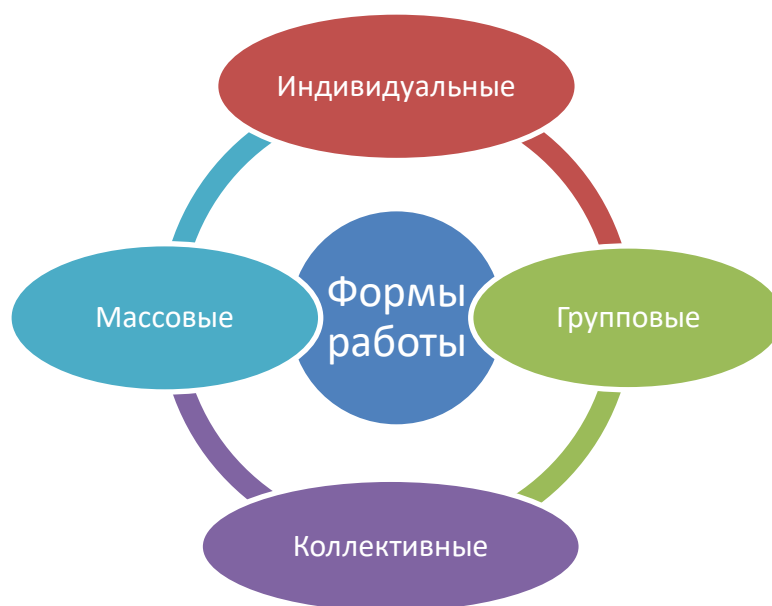 Индивидуальные
Массовые
Формы
работы
Групповые
Коллективные